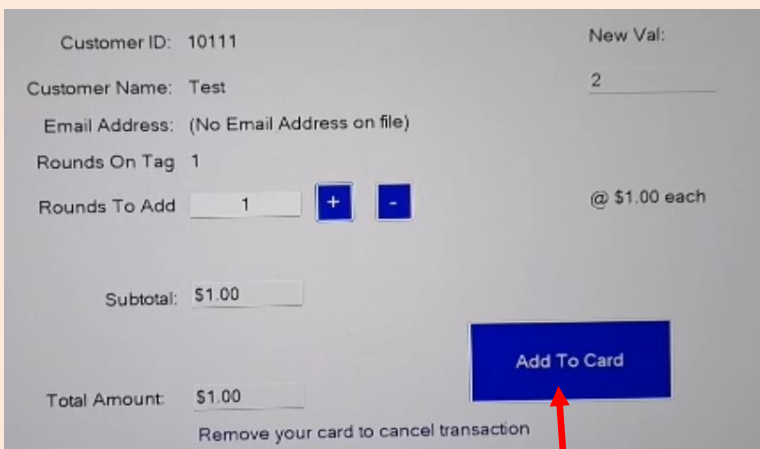 Customer ID: 10111 New Val:
Customer Name: Test 2
Email Address: (No Email Address on file)
Rounds On Tag 1
Rounds To Add 1 + - @ $1.00 each
Subtotal: $1.00
Add To Card
Total Amount: $1.00
Remove your card to cancel transaction